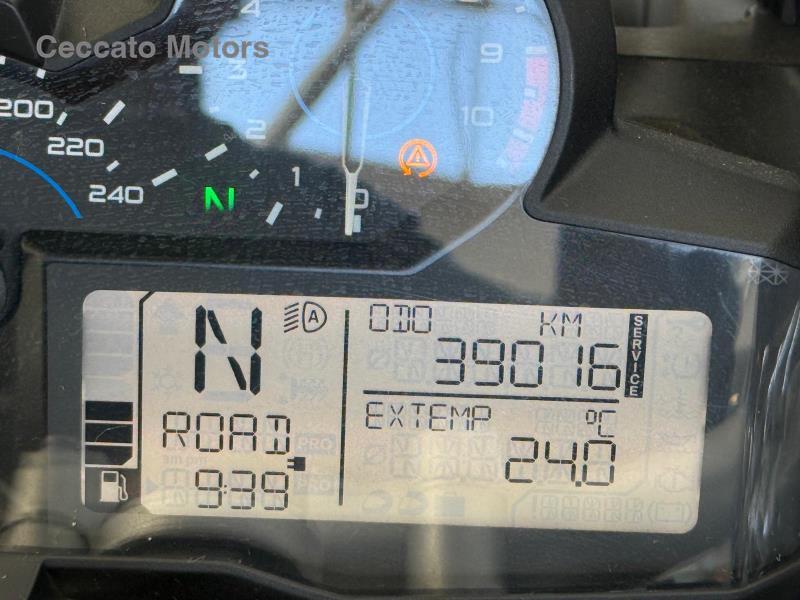 Ceccato Motors
4
3
2
1
0
9
10
200
220
240
N
N
A
ROAD
9:39
ODO KM
39016
SERVICE
EXTEMP °C
24.0